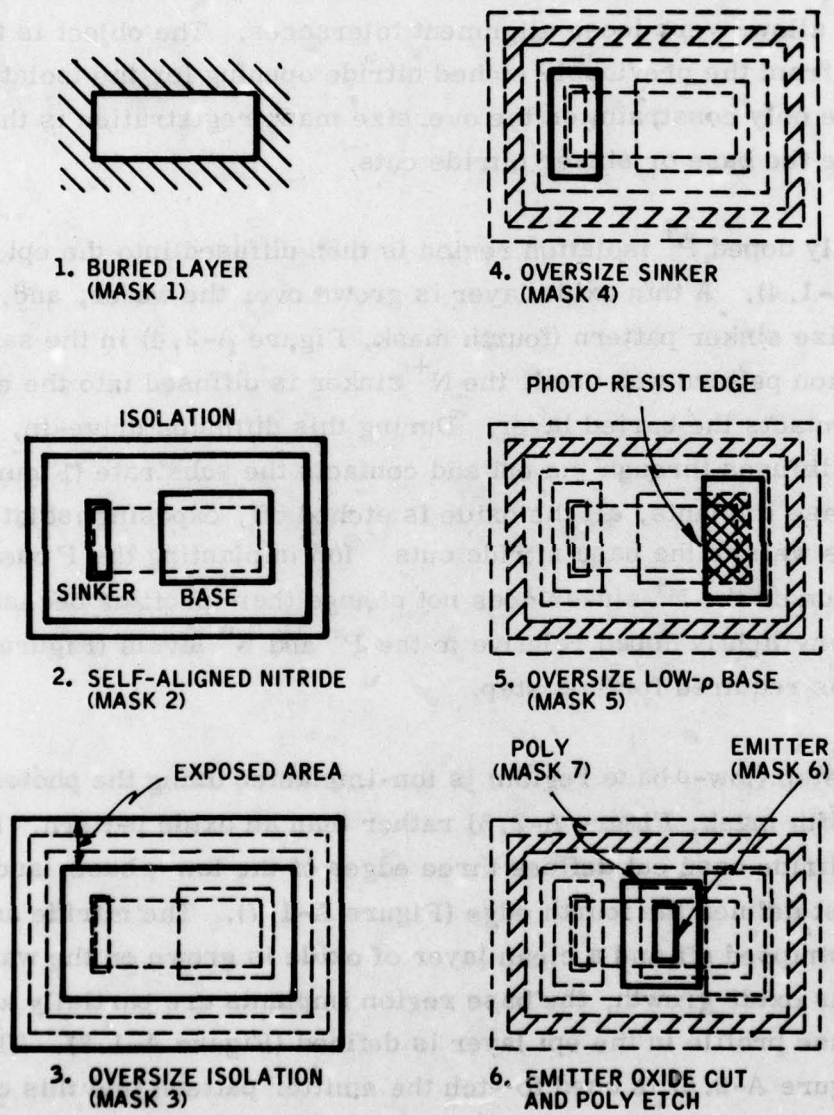 1. BURIED LAYER
(MASK 1)
ISOLATION
SINKER
BASE
2. SELF-ALIGNED NITRIDE
(MASK 2)
EXPOSED AREA
3. OVERSIZE ISOLATION
(MASK 3)
4. OVERSIZE SINKER
(MASK 4)
PHOTO-RESIST EDGE
5. OVERSIZE LOW-ρ BASE
(MASK 5)
POLY
(MASK 7)
EMITTER
(MASK 6)
6. EMITTER OXIDE CUT
AND POLY ETCH